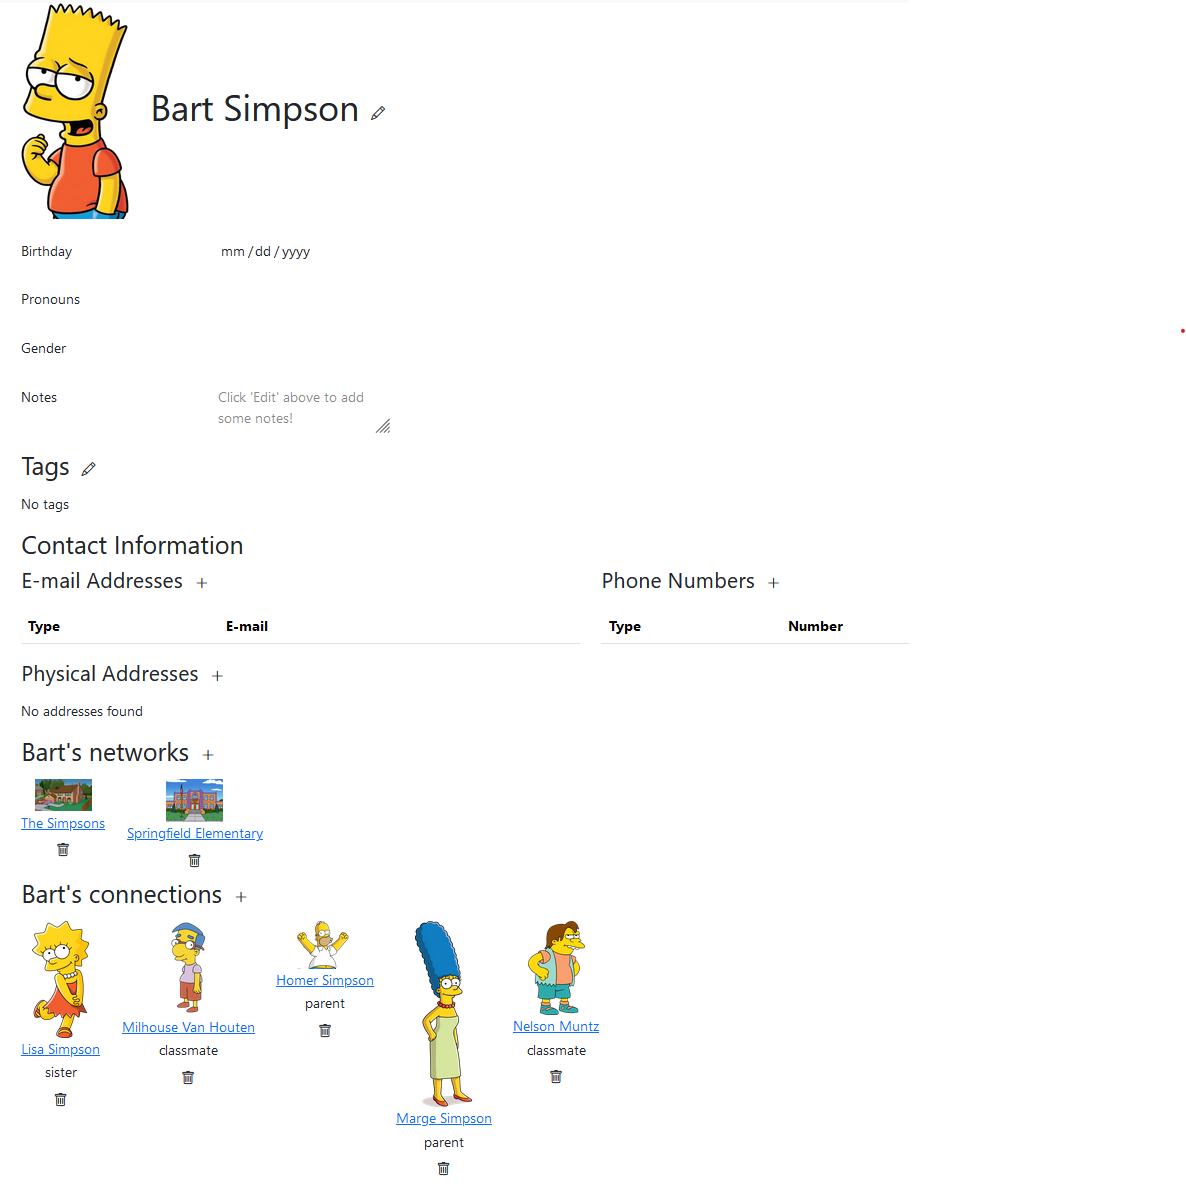 Bart Simpson
Birthday mm/dd/yyyy
Pronouns
Gender
Notes Click 'Edit' above to add
some notes!
Tags
No tags
Contact Information
E-mail Addresses + Phone Numbers +
Type E-mail Type Number
Physical Addresses +
No addresses found
Bart's networks +
The Simpsons
Springfield Elementary
Bart's connections +
Lisa Simpson
sister
Milhouse Van Houten
classmate
Homer Simpson
parent
Marge Simpson
parent
Nelson Muntz
classmate